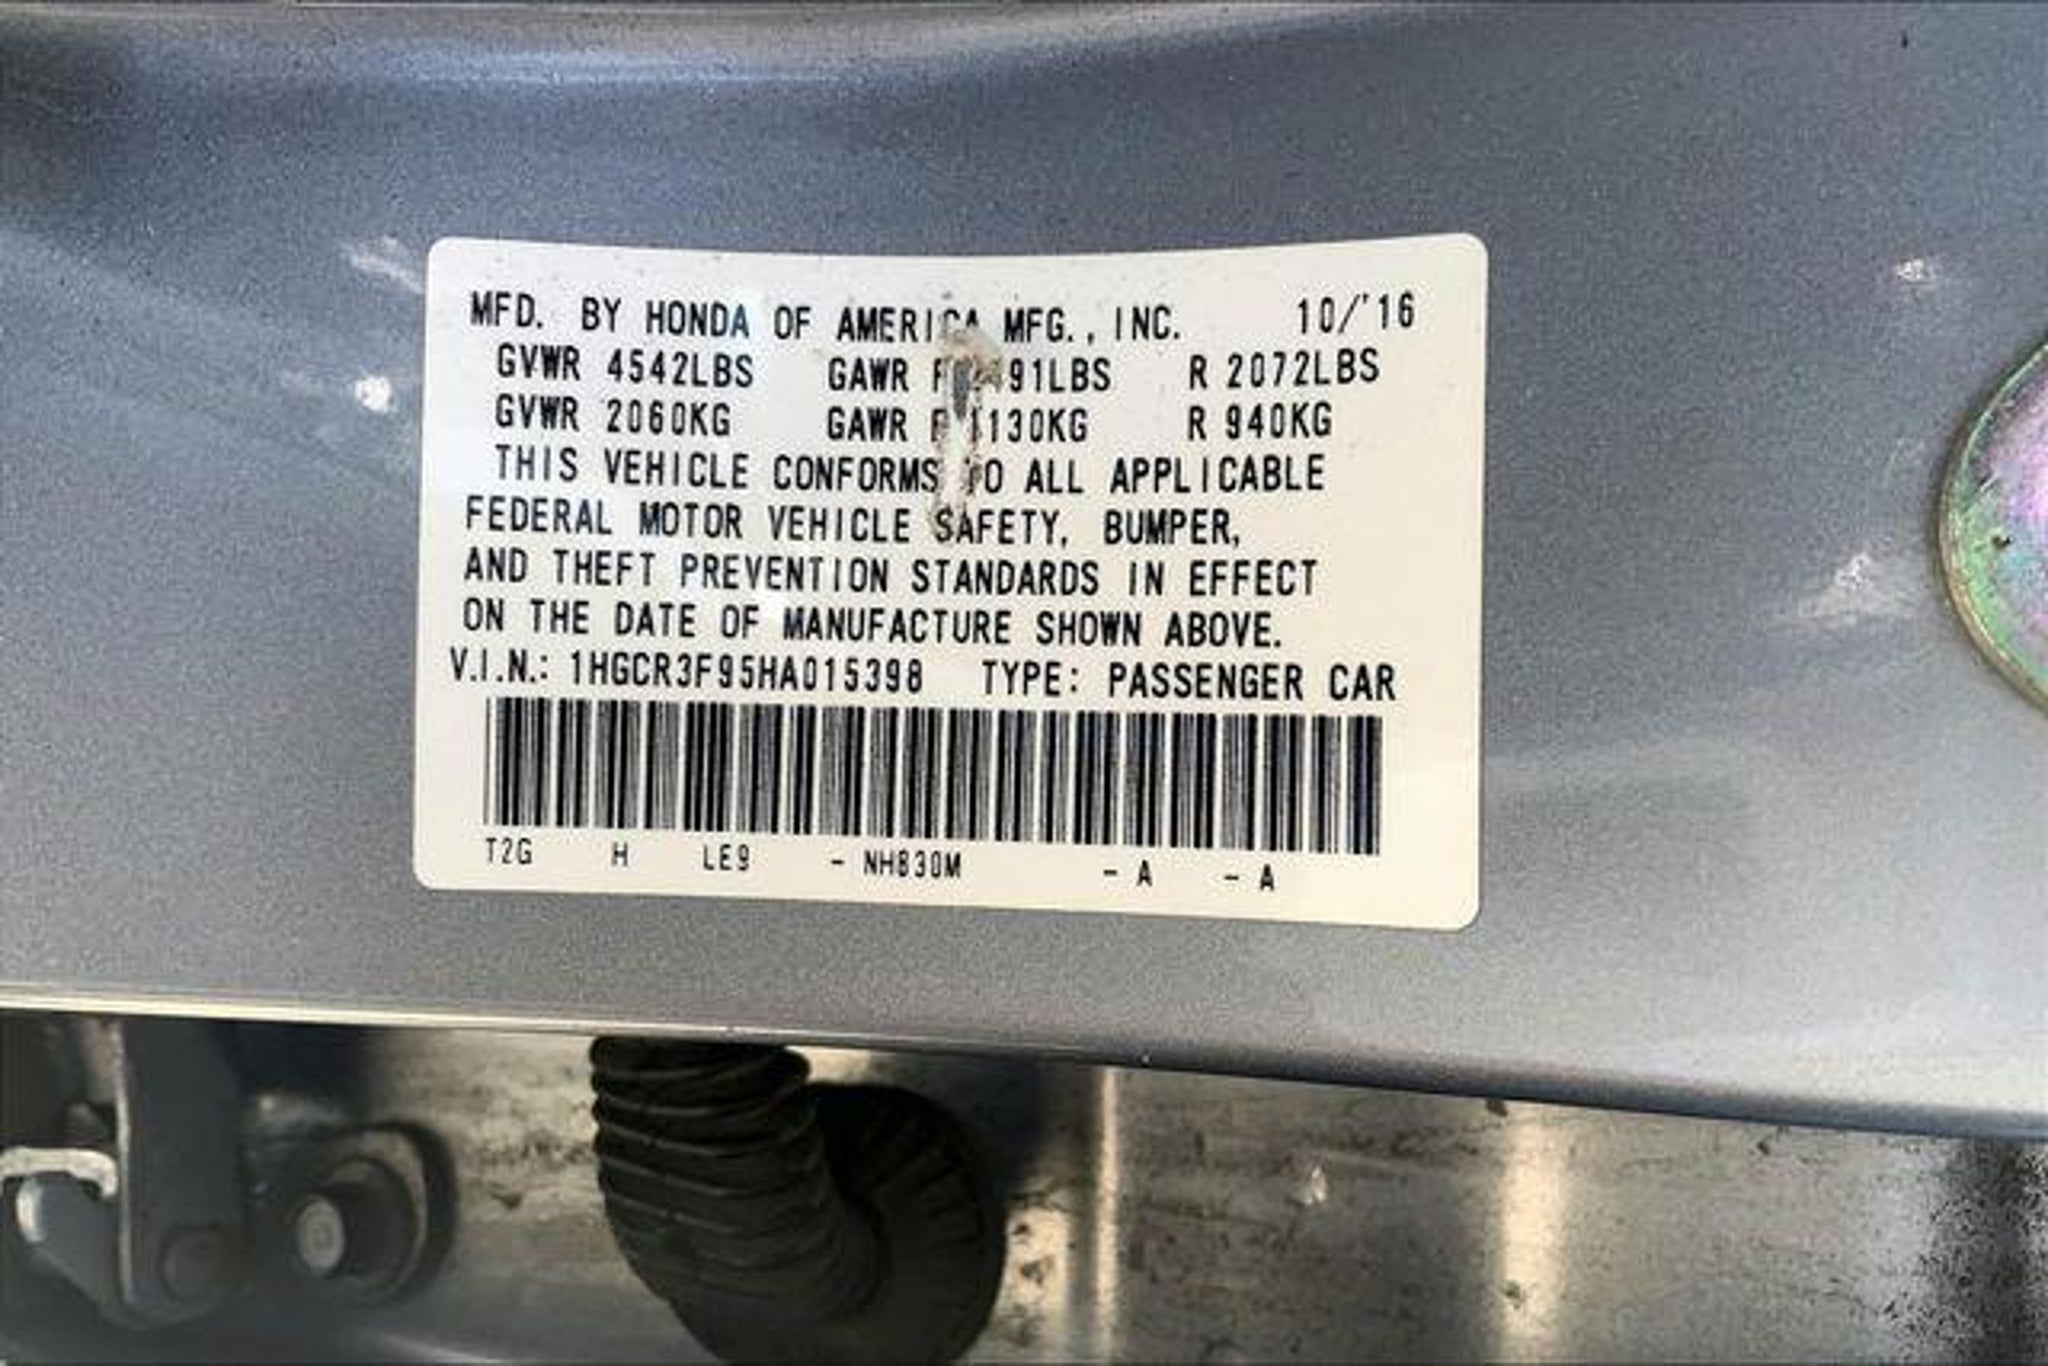 MFD. BY HONDA OF AMERICA MFG., INC. 10/'16
GVWR 4542LBS GAWR F 2491LBS R 2072LBS
GVWR 2060KG GAWR F 1130KG R 940KG
THIS VEHICLE CONFORMS TO ALL APPLICABLE
FEDERAL MOTOR VEHICLE SAFETY, BUMPER,
AND THEFT PREVENTION STANDARDS IN EFFECT
ON THE DATE OF MANUFACTURE SHOWN ABOVE.
V.I.N.: 1HGCR3F95HA015398 TYPE: PASSENGER CAR
T2G H LE9 - NH830M - A - A